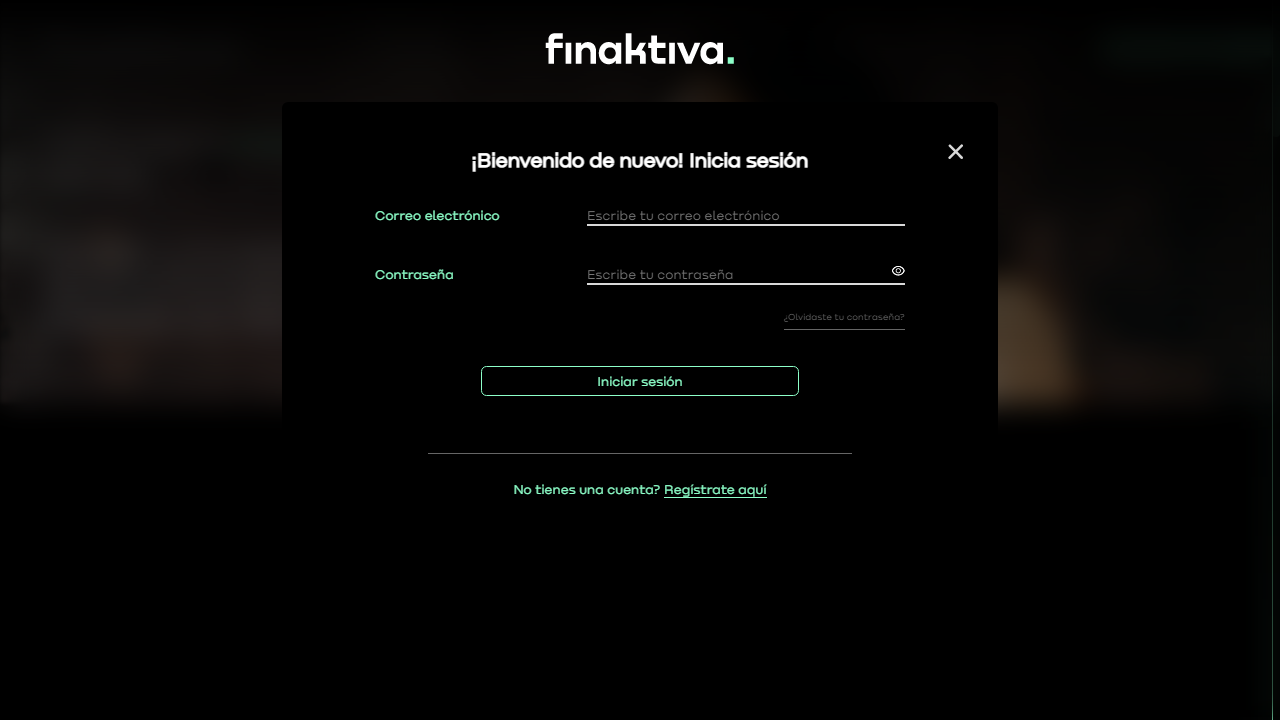 finaktiva.
¡Bienvenido de nuevo! Inicia sesión
Correo electrónico
Escribe tu correo electrónico
Contraseña
Escribe tu contraseña
¿Olvidaste tu contraseña?
Iniciar sesión
No tienes una cuenta? Regístrate aquí